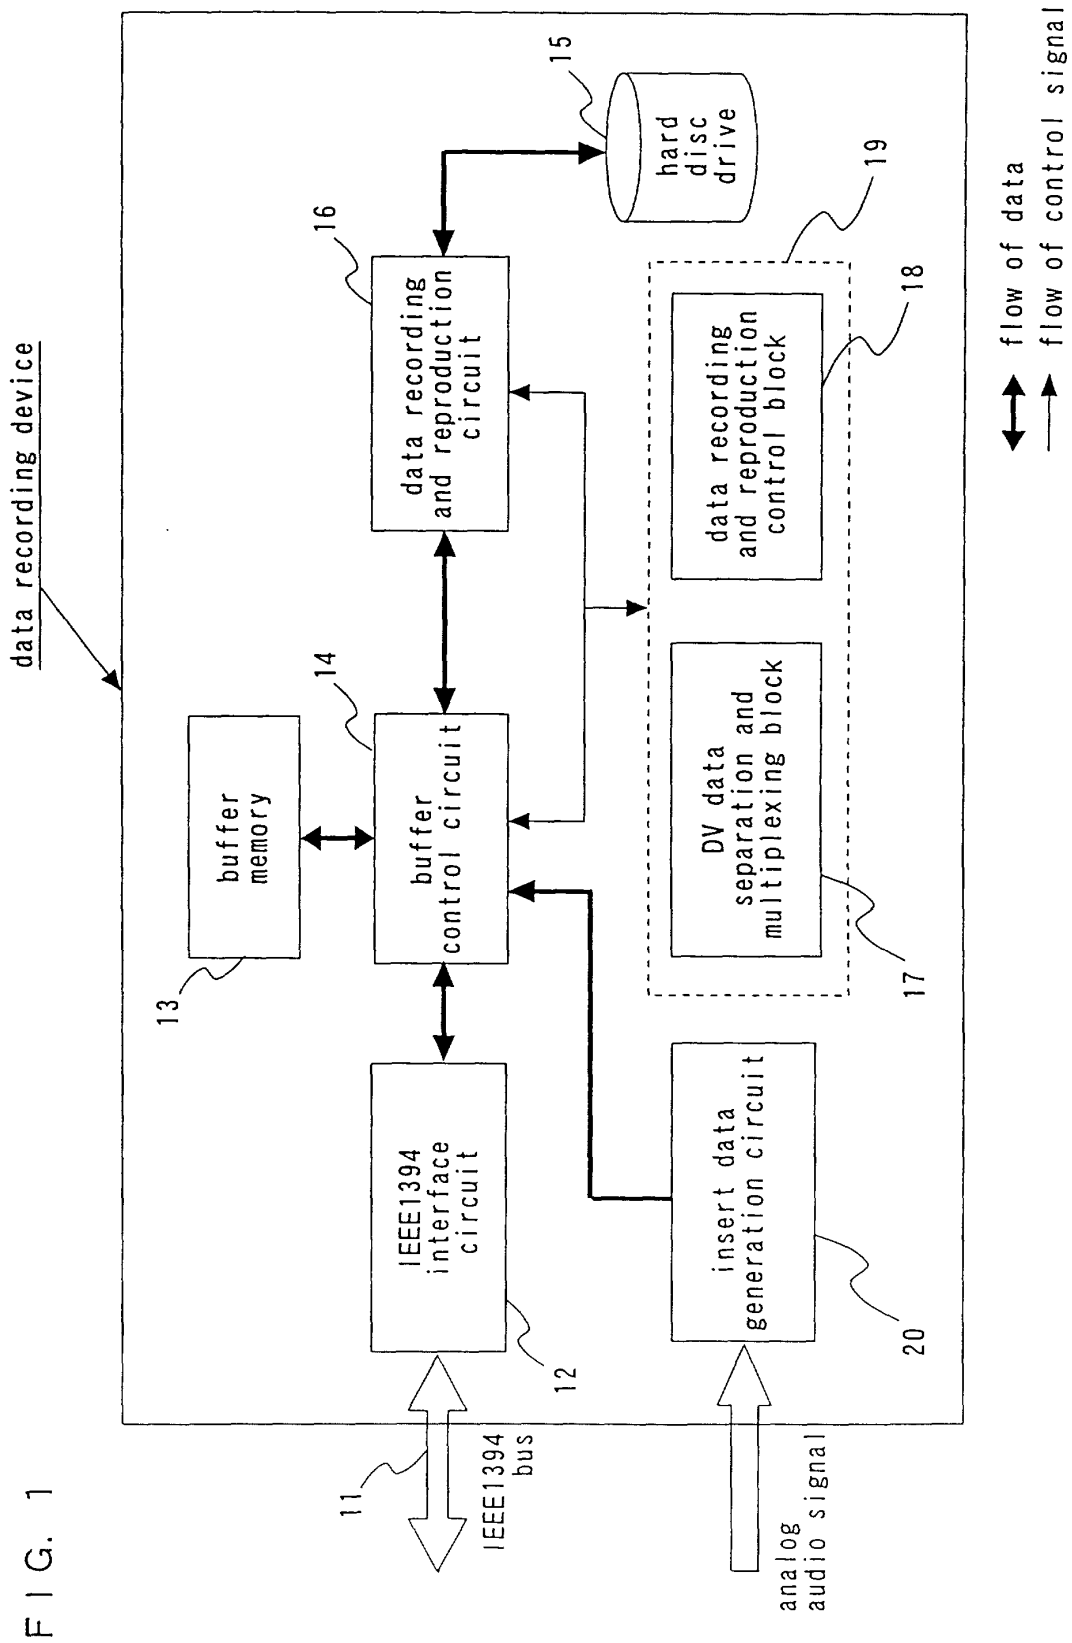 FIG. 1
data recording device
11
IEEE1394
bus
12
IEEE1394
interface
circuit
13
buffer
memory
14
buffer
control circuit
16
data recording
and reproduction
circuit
15
hard
disc
drive
analog
audio signal
20
insert data
generation circuit
17
DV data
separation and
multiplexing block
18
data recording
and reproduction
control block
19
flow of data
flow of control signal